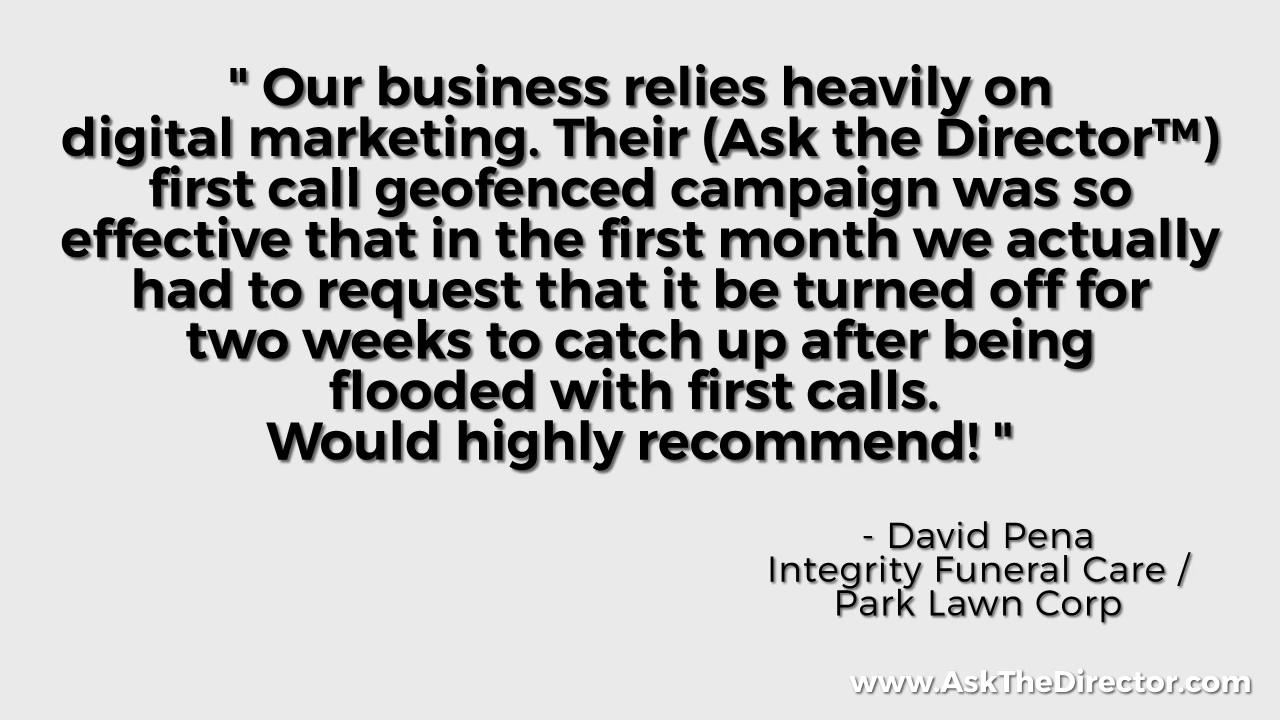 " Our business relies heavily on
digital marketing. Their (Ask the Director™)
first call geofenced campaign was so
effective that in the first month we actually
had to request that it be turned off for
two weeks to catch up after being
flooded with first calls.
Would highly recommend! "
- David Pena
Integrity Funeral Care /
Park Lawn Corp
www.AskTheDirector.com